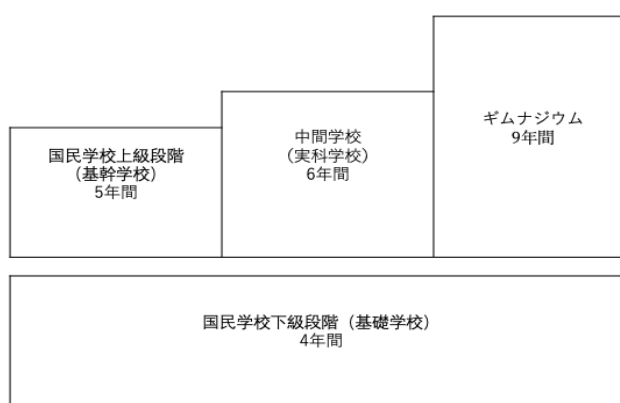 国民学校上級段階
（基幹学校）
5年間
中間学校
（実科学校）
6年間
ギムナジウム
9年間
国民学校下級段階（基礎学校）
4年間